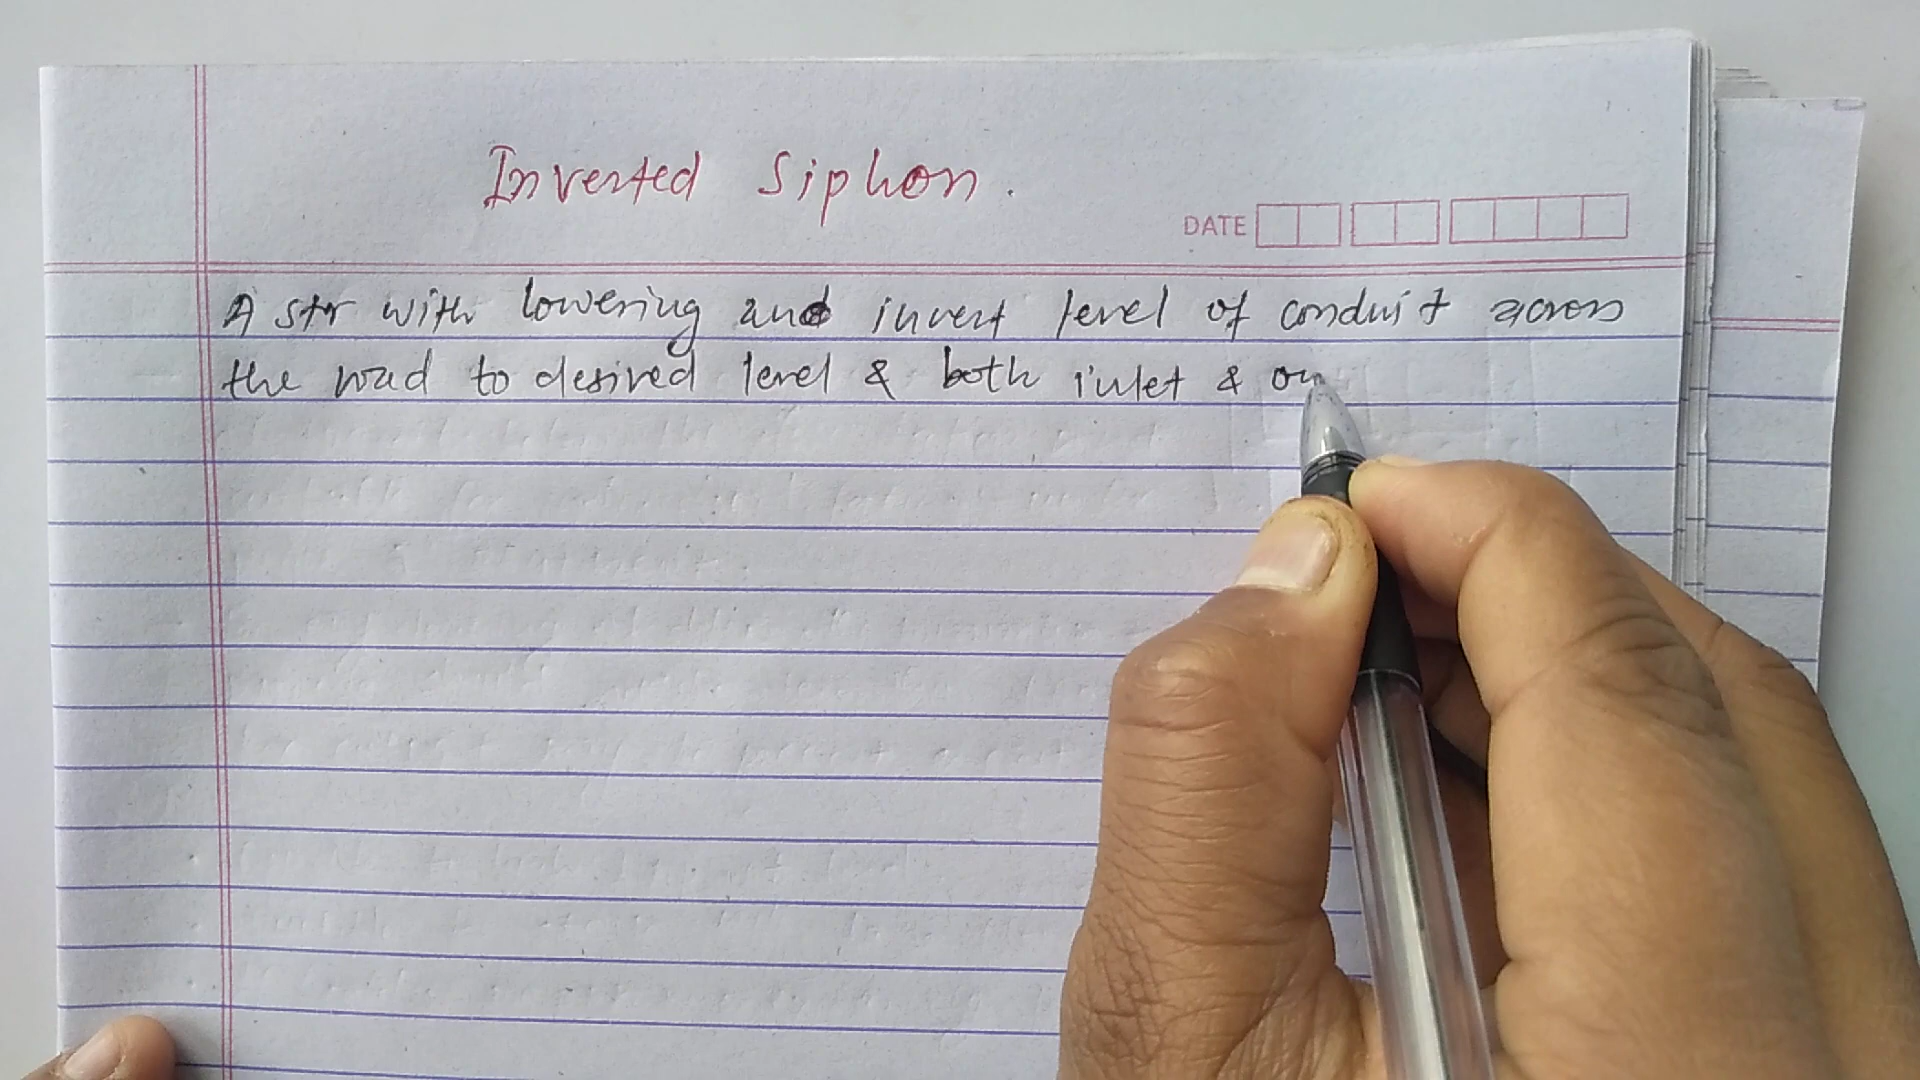 Inverted Siphon.
DATE
A str with lowering and invert level of conduit across
the road to desired level & both inlet & ou